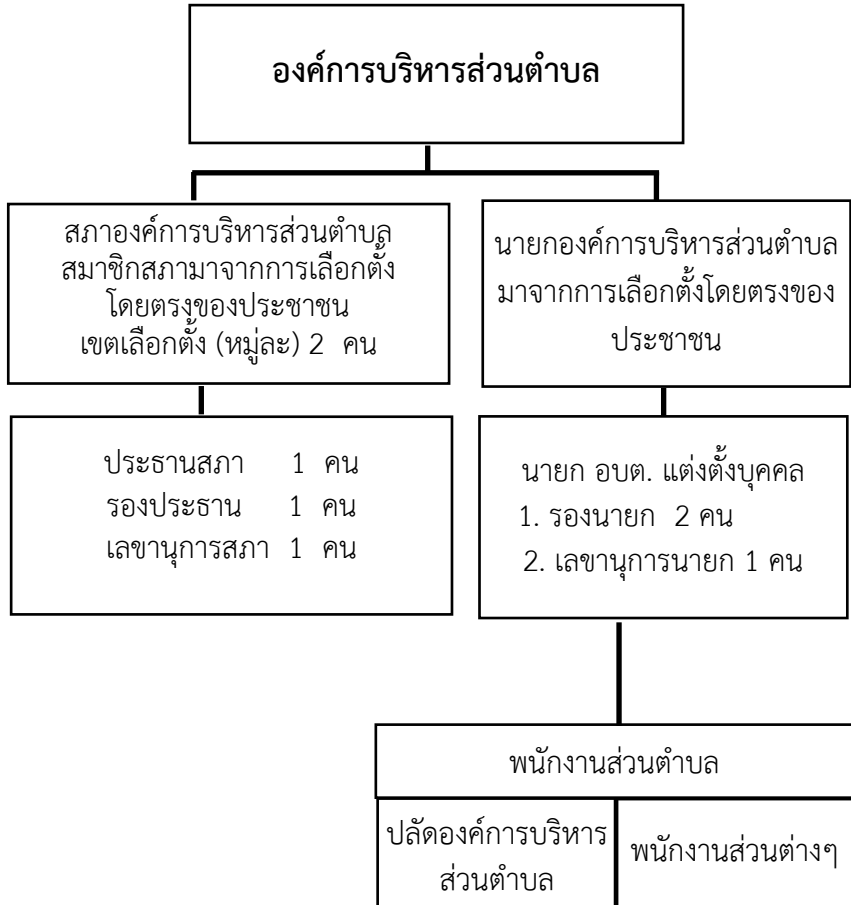 องค์การบริหารส่วนตำบล
สภาองค์การบริหารส่วนตำบล
สมาชิกสภามาจากการเลือกตั้ง
โดยตรงของประชาชน
เขตเลือกตั้ง (หมู่ละ) 2 คน
นายกองค์การบริหารส่วนตำบล
มาจากการเลือกตั้งโดยตรงของ
ประชาชน
ประธานสภา 1 คน
รองประธาน 1 คน
เลขานุการสภา 1 คน
นายก อบต. แต่งตั้งบุคคล
1. รองนายก 2 คน
2. เลขานุการนายก 1 คน
พนักงานส่วนตำบล
ปลัดองค์การบริหาร
ส่วนตำบล
พนักงานส่วนต่างๆ